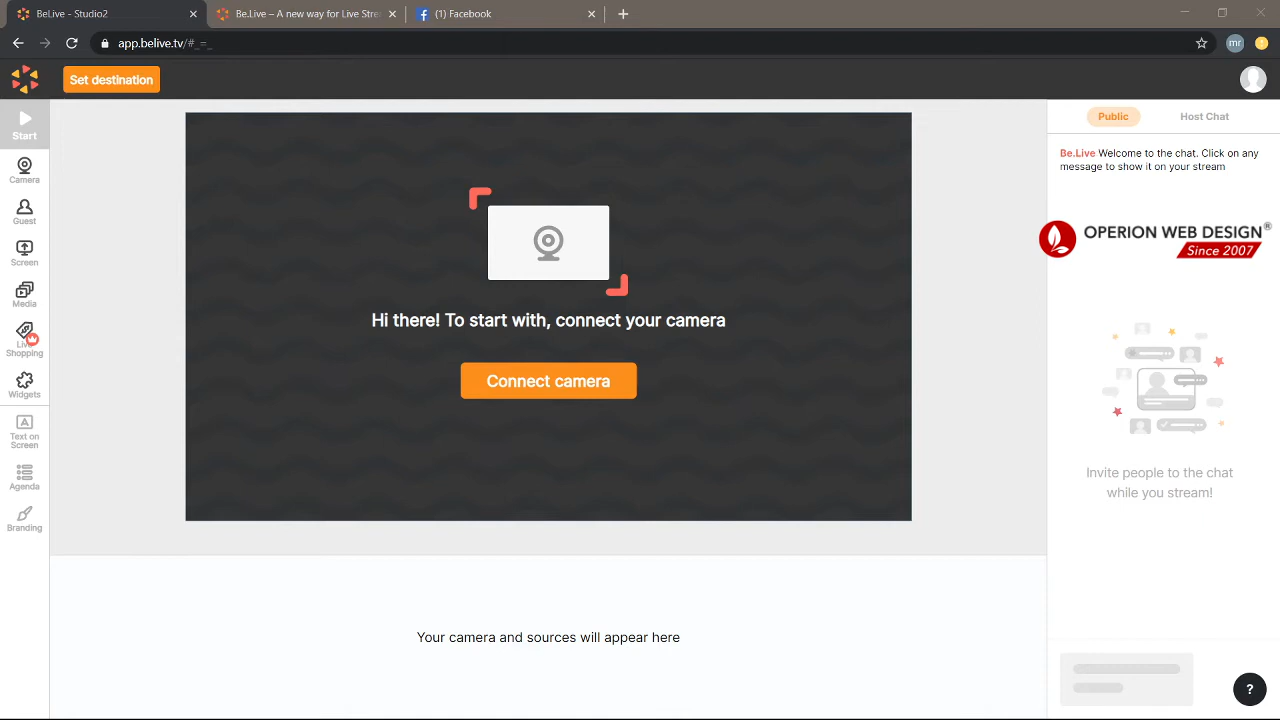 Be.Live - Studio2
Be.Live – A new way for Live Stre
(1) Facebook
app.belive.tv/#_=_
mr
Set destination
Start
Camera
Guest
Screen
Media
Live
Shopping
Widgets
Text on
Screen
Agenda
Branding
Hi there! To start with, connect your camera
Connect camera
Your camera and sources will appear here
Public
Host Chat
Be.Live Welcome to the chat. Click on any
message to show it on your stream
OPERION WEB DESIGN®
Since 2007
Invite people to the chat
while you stream!
?